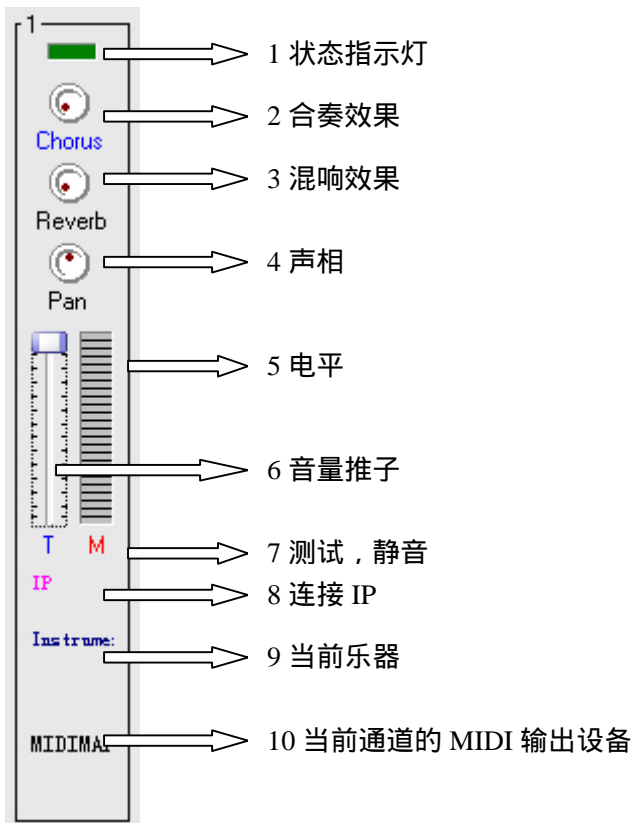 1
1 状态指示灯
2 合奏效果
Chorus
3 混响效果
Reverb
4 声相
Pan
5 电平
6 音量推子
T M
7 测试，静音
IP
8 连接 IP
Instrume:
9 当前乐器
MIDIMA
10 当前通道的 MIDI 输出设备